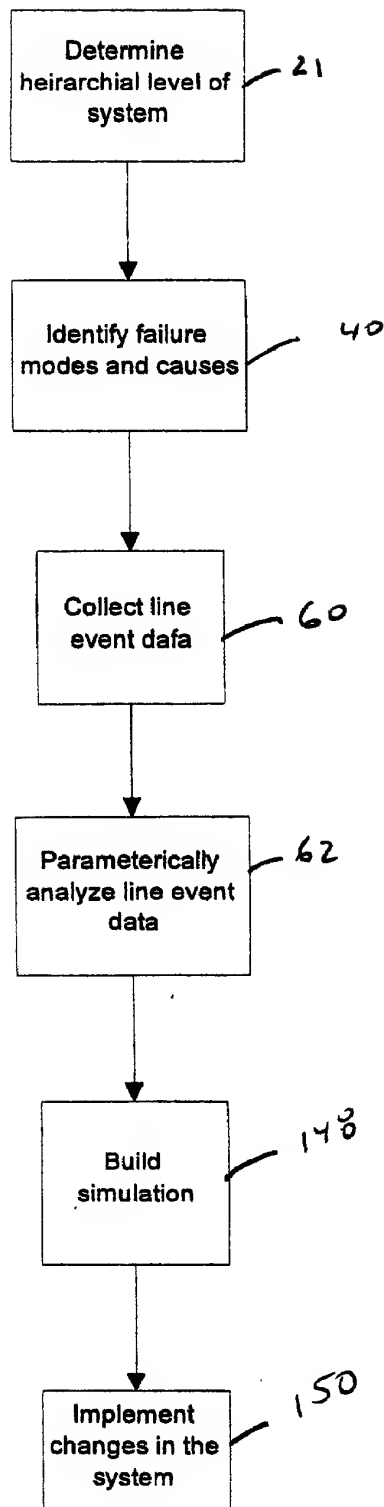 Determine
heirarchial level of
system
21
Identify failure
modes and causes
40
Collect line
event dafa
60
Parameterically
analyze line event
data
62
Build
simulation
Implement
changes in the
system
150